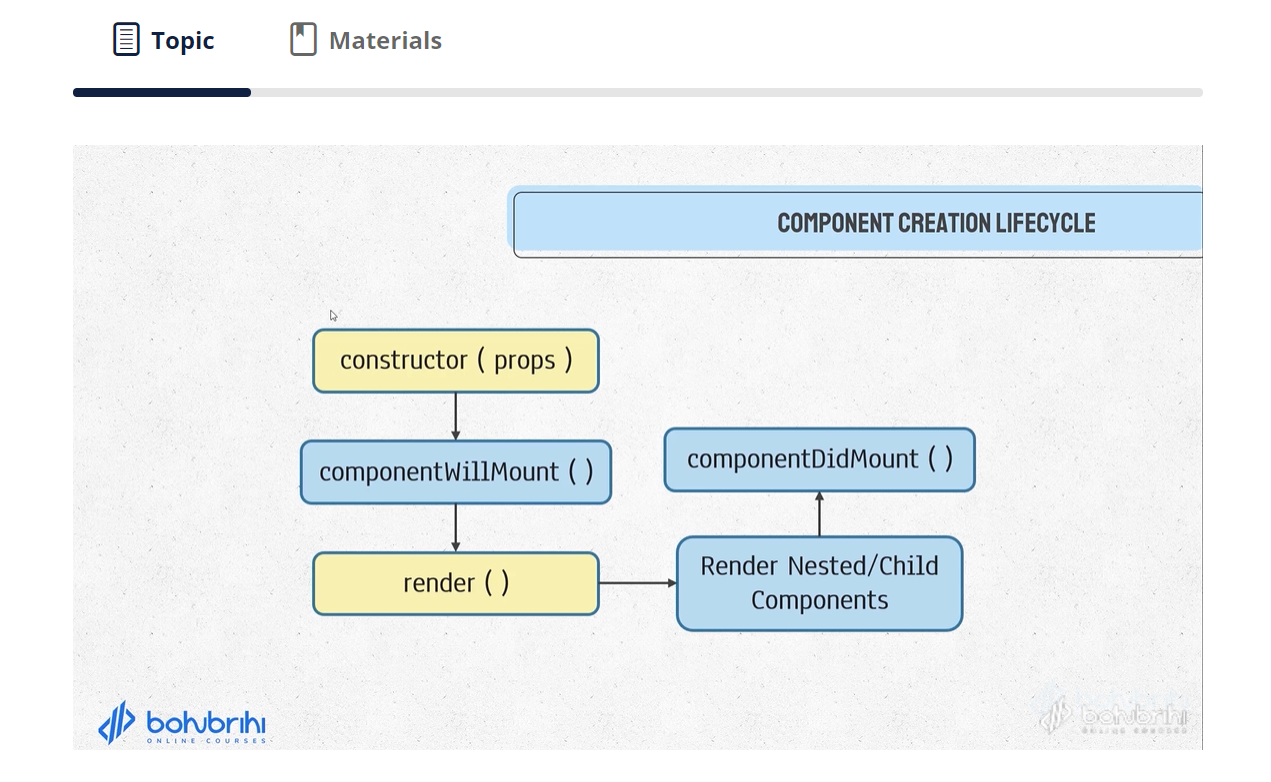 Topic
Materials
COMPONENT CREATION LIFECYCLE
constructor ( props )
componentWillMount ( )
render ( )
Render Nested/Child
Components
componentDidMount ( )
bohubrihi
ONLINE COURSES
bohubrihi
ONLINE COURSES